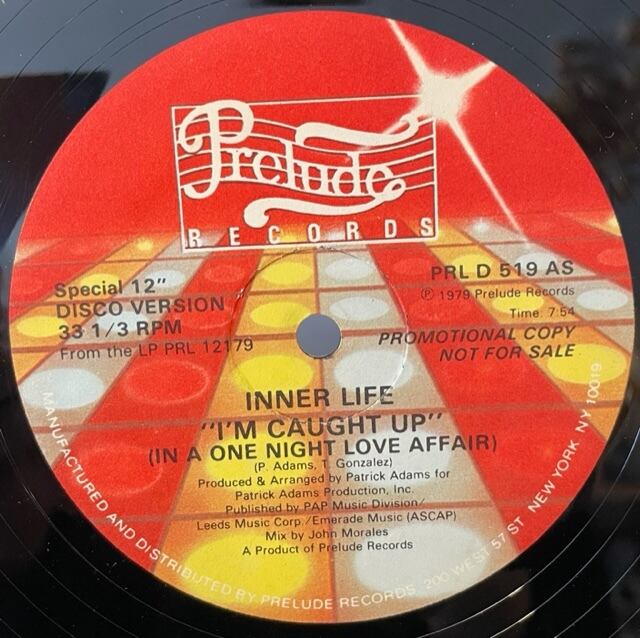 Prelude
RECORDS
Special 12"
DISCO VERSION
33 1/3 RPM
From the LP PRL 12179
PRL D 519 AS
℗ 1979 Prelude Records
Time: 7:54
PROMOTIONAL COPY
NOT FOR SALE
INNER LIFE
"I'M CAUGHT UP"
(IN A ONE NIGHT LOVE AFFAIR)
(P. Adams, T. Gonzalez)
Produced & Arranged by Patrick Adams for
Patrick Adams Production, Inc.
Published by PAP Music Division/
Leeds Music Corp./Emerade Music (ASCAP)
Mix by John Morales
A Product of Prelude Records
MANUFACTURED AND DISTRIBUTED BY PRELUDE RECORDS, 200 WEST 57 ST NEW YORK, NY 10019